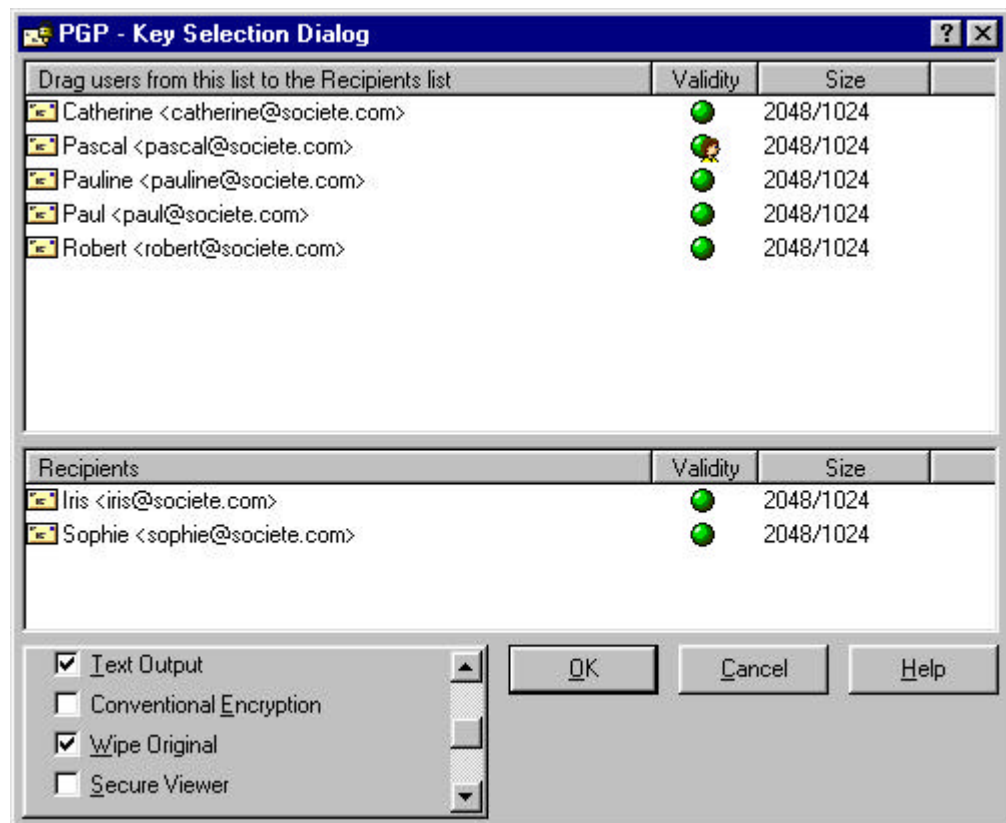 PGP - Key Selection Dialog
Drag users from this list to the Recipients list Validity Size
Catherine <catherine@societe.com> 2048/1024
Pascal <pascal@societe.com> 2048/1024
Pauline <pauline@societe.com> 2048/1024
Paul <paul@societe.com> 2048/1024
Robert <robert@societe.com> 2048/1024
Recipients Validity Size
Iris <iris@societe.com> 2048/1024
Sophie <sophie@societe.com> 2048/1024
Text Output
Conventional Encryption
Wipe Original
Secure Viewer
OK Cancel Help